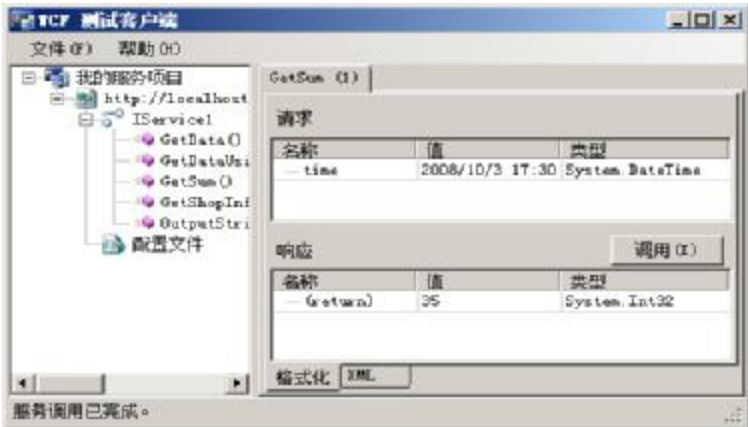 WCF 测试客户端
文件(F) 帮助(H)
我的服务项目
http://localhost
IService1
GetData()
GetDataUsi
GetSum()
GetShopInf
OutputStri
配置文件
GetSum (1)
请求
名称 值 类型
time 2008/10/3 17:30 System.DateTime
响应
调用(I)
名称 值 类型
(return) 35 System.Int32
格式化 XML
服务调用已完成。